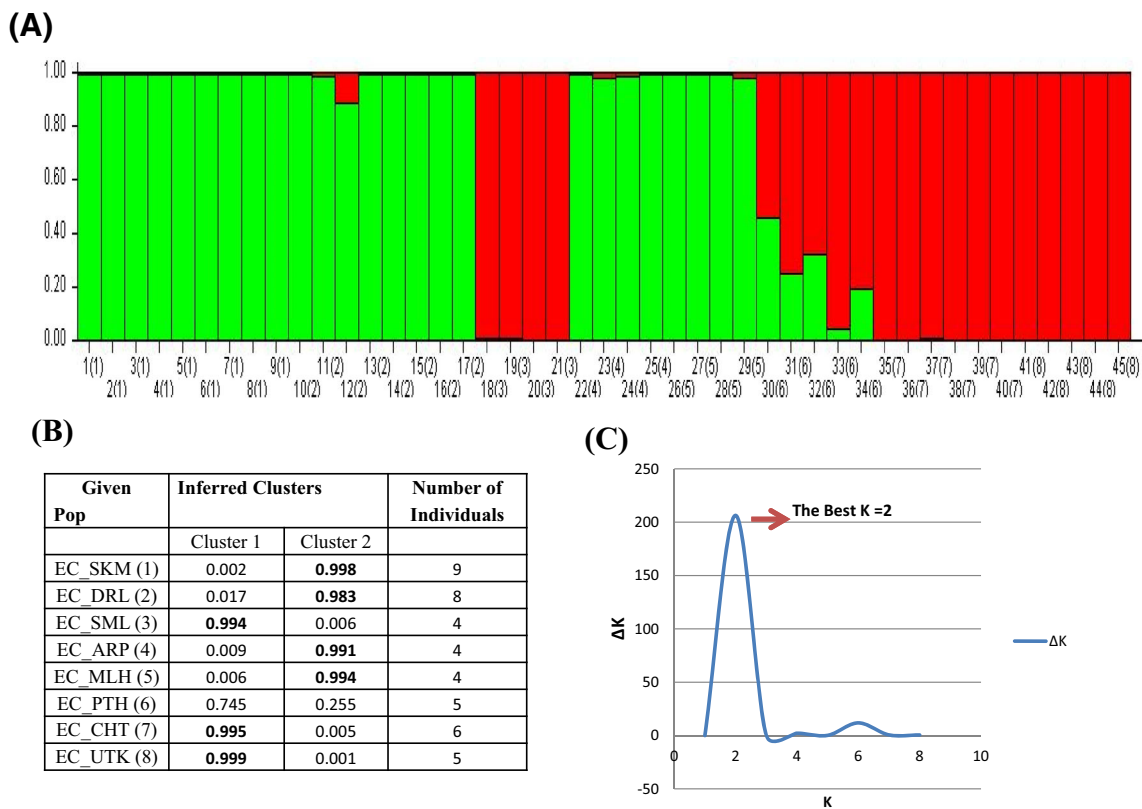 (A)
1.00
0.80
0.60
0.40
0.20
0.00
1(1) 3(1) 5(1) 7(1) 9(1) 11(2) 13(2) 15(2) 17(2) 19(3) 21(3) 23(4) 25(4) 27(5) 29(5) 31(6) 33(6) 35(7) 37(7) 39(7) 41(8) 43(8) 45(8)
2(1) 4(1) 6(1) 8(1) 10(2) 12(2) 14(2) 16(2) 18(3) 20(3) 22(4) 24(4) 26(5) 28(5) 30(6) 32(6) 34(6) 36(7) 38(7) 40(7) 42(8) 44(8)
(B)
Given Inferred Clusters Number of
Pop Individuals
Cluster 1 Cluster 2
EC_SKM (1) 0.002 0.998 9
EC_DRL (2) 0.017 0.983 8
EC_SML (3) 0.994 0.006 4
EC_ARP (4) 0.009 0.991 4
EC_MLH (5) 0.006 0.994 4
EC_PTH (6) 0.745 0.255 5
EC_CHT (7) 0.995 0.005 6
EC_UTK (8) 0.999 0.001 5
(C)
250
200
150
100
50
0
-50
ΔK
The Best K =2
ΔK
0 2 4 6 8 10
K